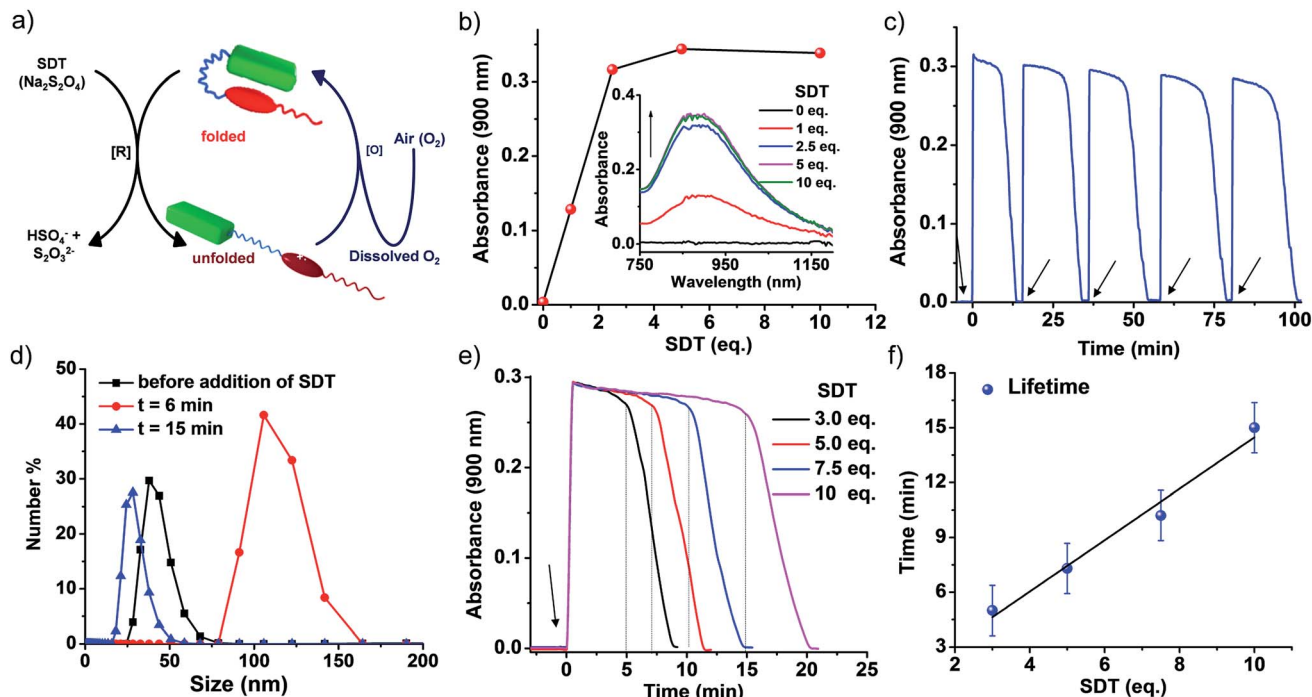 a)
SDT
(Na₂S₂O₄)
folded
[R]
[O]
Air (O₂)
HSO₄⁻ +
S₂O₃²⁻
unfolded
Dissolved O₂
b)
Absorbance (900 nm)
0.3
0.2
0.1
0.0
0 2 4 6 8 10 12
SDT (eq.)
SDT
0 eq.
1 eq.
2.5 eq.
5 eq.
10 eq.
Absorbance
0.4
0.2
0.0
750 950 1150
Wavelength (nm)
c)
Absorbance (900 nm)
0.3
0.2
0.1
0.0
0 25 50 75 100
Time (min)
d)
Number %
50
40
30
20
10
0
before addition of SDT
t = 6 min
t = 15 min
0 50 100 150 200
Size (nm)
e)
Absorbance (900 nm)
0.3
0.2
0.1
0.0
SDT
3.0 eq.
5.0 eq.
7.5 eq.
10 eq.
0 5 10 15 20 25
Time (min)
f)
Time (min)
18
15
12
9
6
3
Lifetime
2 4 6 8 10
SDT (eq.)